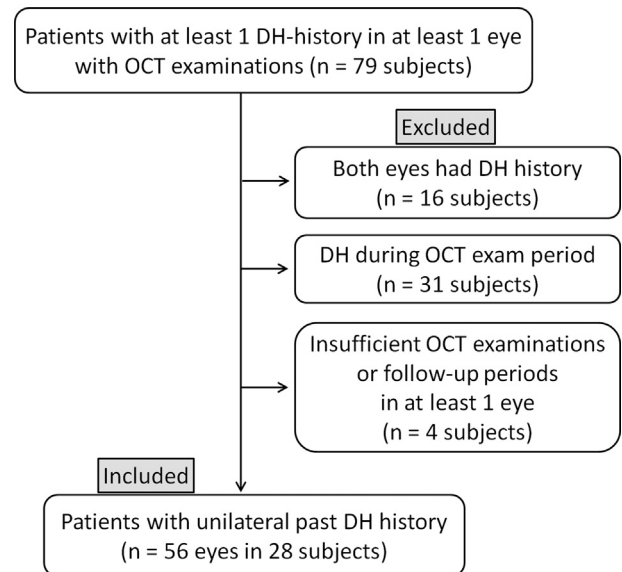 Patients with at least 1 DH-history in at least 1 eye
with OCT examinations (n = 79 subjects)
Excluded
Both eyes had DH history
(n = 16 subjects)
DH during OCT exam period
(n = 31 subjects)
Insufficient OCT examinations
or follow-up periods
in at least 1 eye
(n = 4 subjects)
Included
Patients with unilateral past DH history
(n = 56 eyes in 28 subjects)